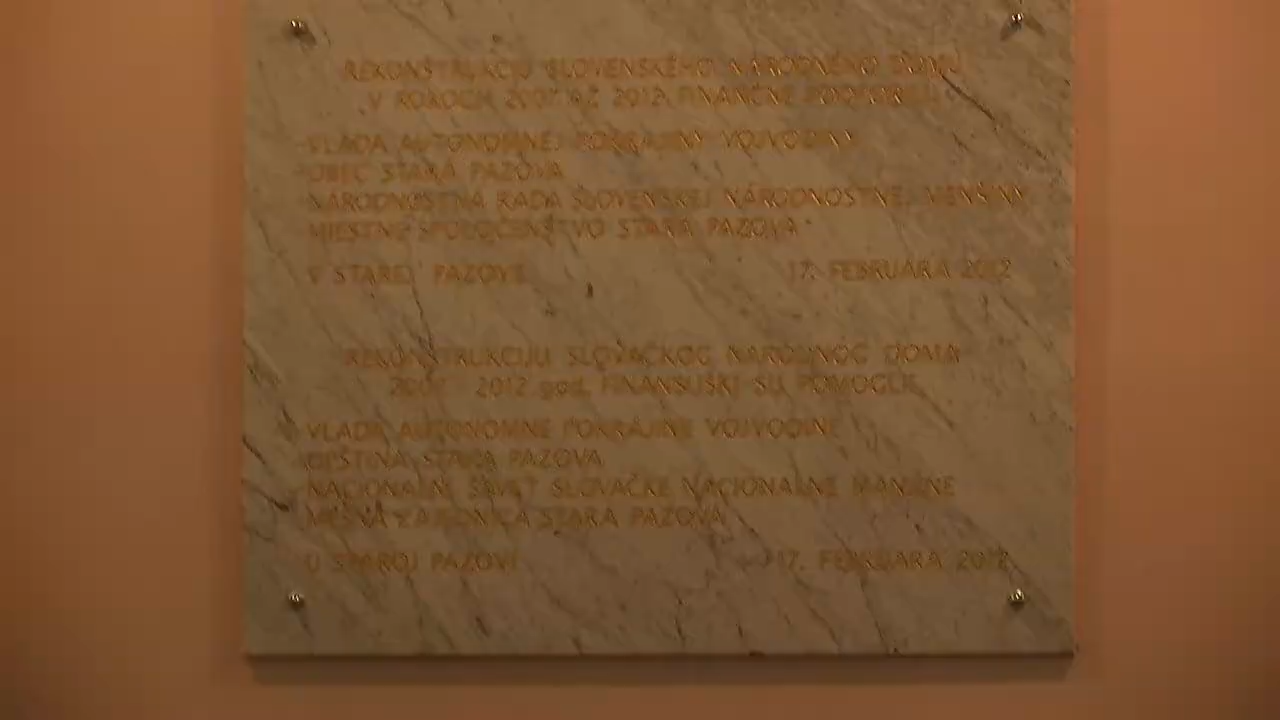 REKONŠTRUKCIU SLOVENSKÉHO NÁRODNÉHO DOMU
V ROKOCH 2007 AŽ 2012 FINANČNE PODPORILI:
-VLÁDA AUTONOMNEJ POKRAJINY VOJVODINY
-OBEC STARÁ PAZOVA
-NÁRODNOSTNÁ RADA SLOVENSKEJ NÁRODNOSTNEJ MENŠINY
-MIESTNE SPOLOČENSTVO STARÁ PAZOVA
V STAREJ PAZOVE 17. FEBRUÁRA 2012
REKONSTRUKCIJU SLOVAČKOG NARODNOG DOMA
2012 god. FINANSIJSKI SU POMOGLI:
-VLADA AUTONOMNE POKRAJINE VOJVODINE
-OPŠTINA STARA PAZOVA
-NACIONALNI SAVET SLOVAČKE NACIONALNE MANJINE
-MESNA ZAJEDNICA STARA PAZOVA
U STAROJ PAZOVI 17. FEBRUARA 2012.